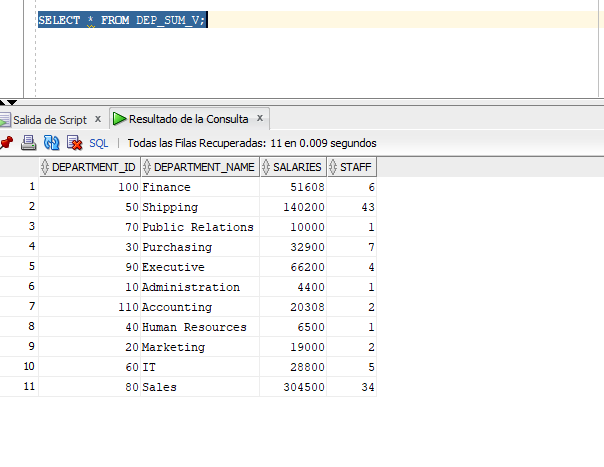 SELECT * FROM DEP_SUM_V;
Salida de Script x Resultado de la Consulta x
SQL | Todas las Filas Recuperadas: 11 en 0.009 segundos
DEPARTMENT_ID DEPARTMENT_NAME SALARIES STAFF
1 100 Finance 51608 6
2 50 Shipping 140200 43
3 70 Public Relations 10000 1
4 30 Purchasing 32900 7
5 90 Executive 66200 4
6 10 Administration 4400 1
7 110 Accounting 20308 2
8 40 Human Resources 6500 1
9 20 Marketing 19000 2
10 60 IT 28800 5
11 80 Sales 304500 34